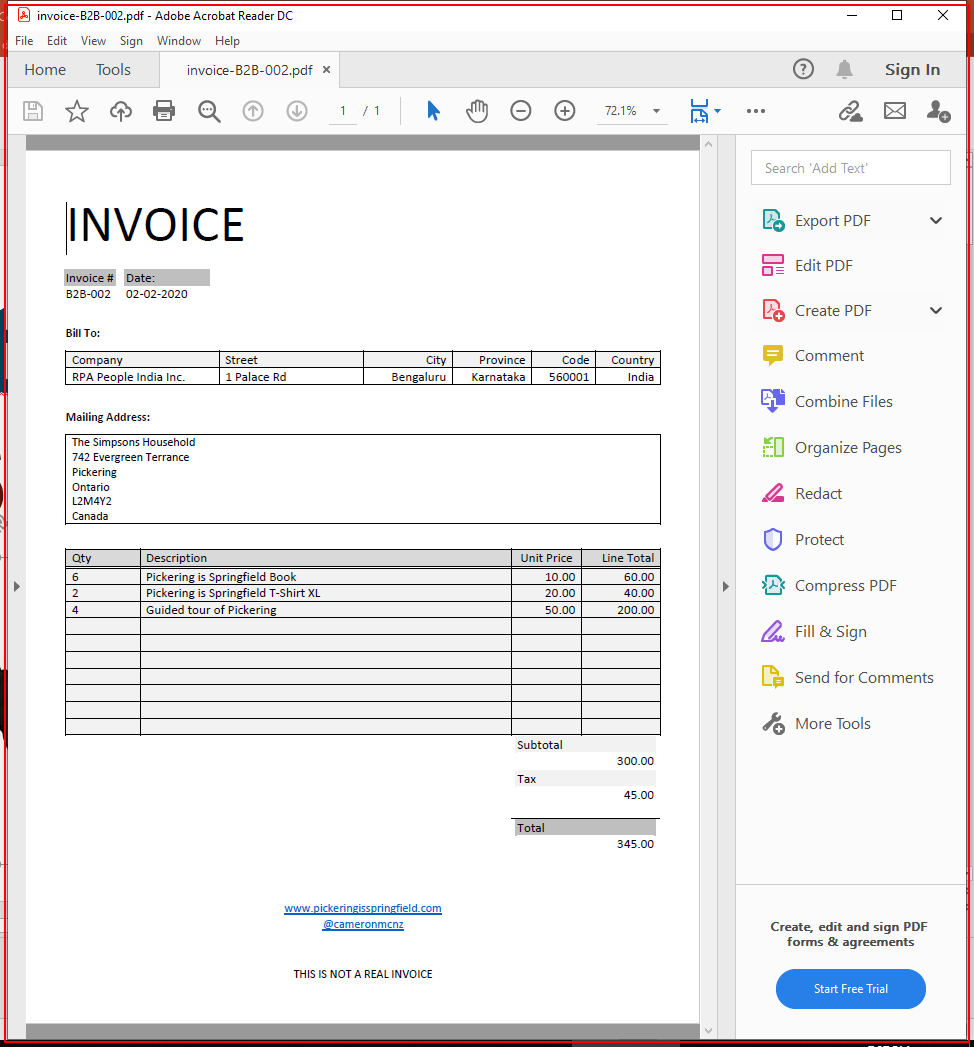 invoice-B2B-002.pdf - Adobe Acrobat Reader DC
File Edit View Sign Window Help
Home Tools invoice-B2B-002.pdf × Sign In
1 / 1 72.1%
INVOICE
Invoice # Date:
B2B-002 02-02-2020
Bill To:
Company Street City Province Code Country
RPA People India Inc. 1 Palace Rd Bengaluru Karnataka 560001 India
Mailing Address:
The Simpsons Household
742 Evergreen Terrance
Pickering
Ontario
L2M4Y2
Canada
Qty Description Unit Price Line Total
6 Pickering is Springfield Book 10.00 60.00
2 Pickering is Springfield T-Shirt XL 20.00 40.00
4 Guided tour of Pickering 50.00 200.00
Subtotal
300.00
Tax
45.00
Total
345.00
www.pickeringisspringfield.com
@cameronmcnz
THIS IS NOT A REAL INVOICE
Search 'Add Text'
Export PDF
Edit PDF
Create PDF
Comment
Combine Files
Organize Pages
Redact
Protect
Compress PDF
Fill & Sign
Send for Comments
More Tools
Create, edit and sign PDF
forms & agreements
Start Free Trial